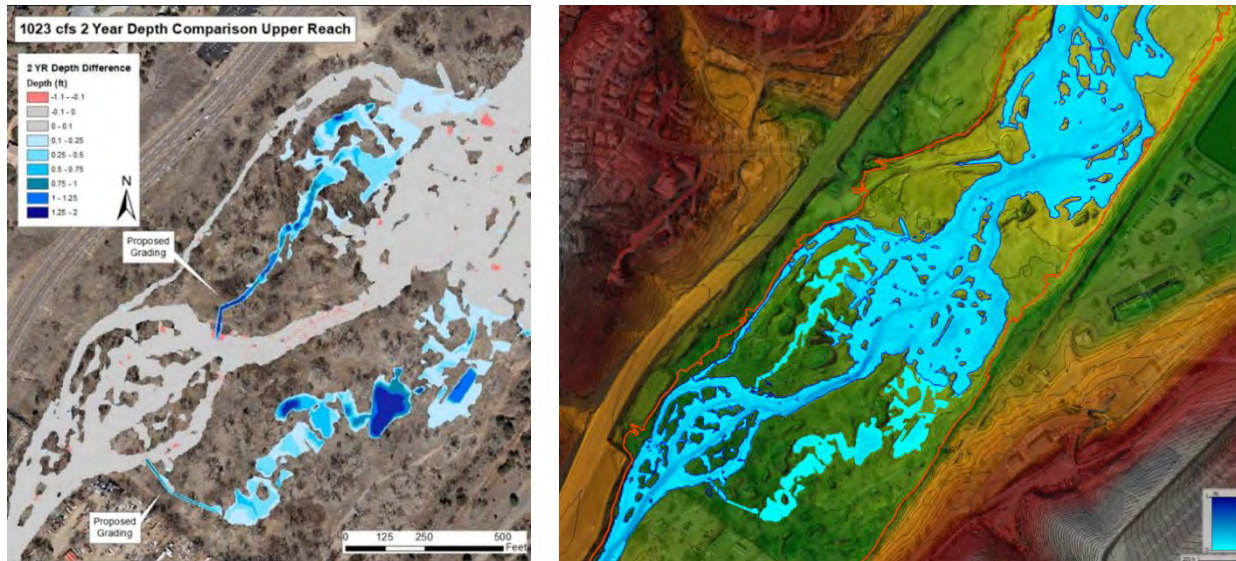 1023 cfs 2 Year Depth Comparison Upper Reach
2 YR Depth Difference
Depth (ft)
-1.1 - -0.1
-0.1 - 0
0 - 0.1
0.1 - 0.25
0.25 - 0.5
0.5 - 0.75
0.75 - 1
1 - 1.25
1.25 - 2
N
Proposed
Grading
Proposed
Grading
0 125 250 500
Feet